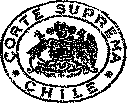 CORTE SUPREMA
* CHILE *